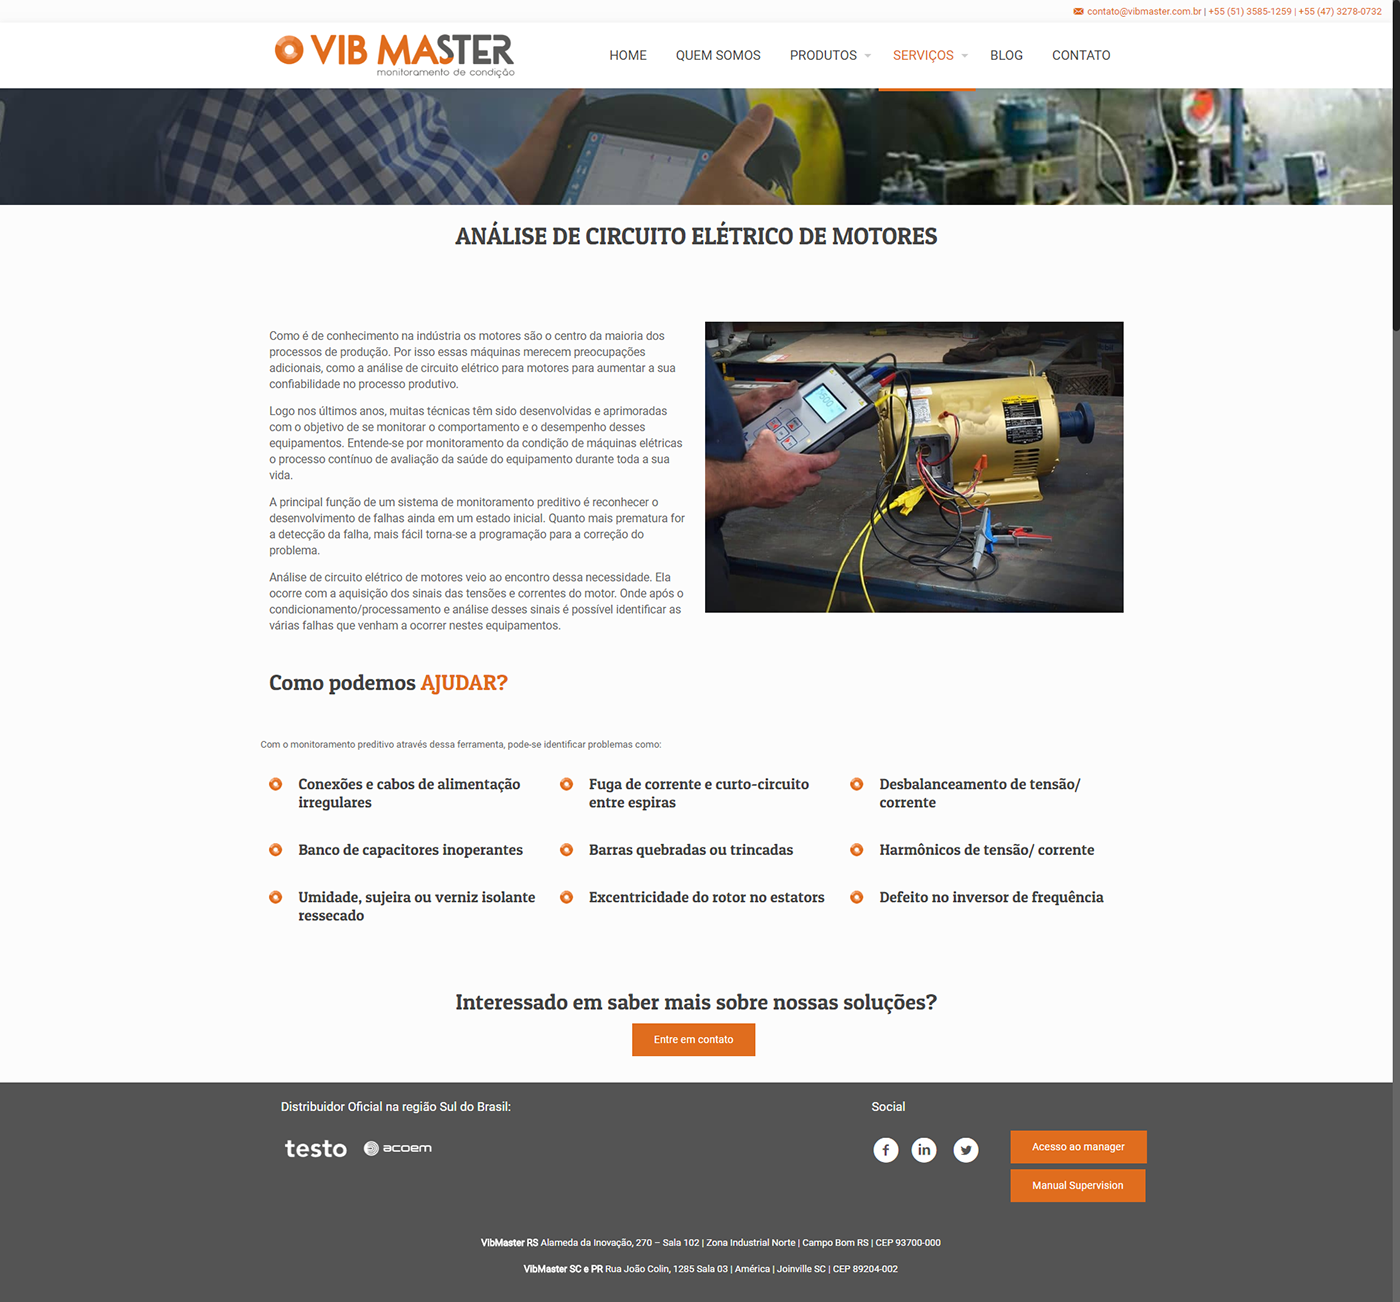 contato@vibmaster.com.br | +55 (51) 3585-1259 | +55 (47) 3278-0732
VIB MASTER
monitoramento de condição
HOME QUEM SOMOS PRODUTOS SERVIÇOS BLOG CONTATO
ANÁLISE DE CIRCUITO ELÉTRICO DE MOTORES
Como é de conhecimento na indústria os motores são o centro da maioria dos
processos de produção. Por isso essas máquinas merecem preocupações
adicionais, como a análise de circuito elétrico para motores para aumentar a sua
confiabilidade no processo produtivo.
Logo nos últimos anos, muitas técnicas têm sido desenvolvidas e aprimoradas
com o objetivo de se monitorar o comportamento e o desempenho desses
equipamentos. Entende-se por monitoramento da condição de máquinas elétricas
o processo contínuo de avaliação da saúde do equipamento durante toda a sua
vida.
A principal função de um sistema de monitoramento preditivo é reconhecer o
desenvolvimento de falhas ainda em um estado inicial. Quanto mais prematura for
a detecção da falha, mais fácil torna-se a programação para a correção do
problema.
Análise de circuito elétrico de motores veio ao encontro dessa necessidade. Ela
ocorre com a aquisição dos sinais das tensões e correntes do motor. Onde após o
condicionamento/processamento e análise desses sinais é possível identificar as
várias falhas que venham a ocorrer nestes equipamentos.
Como podemos AJUDAR?
Com o monitoramento preditivo através dessa ferramenta, pode-se identificar problemas como:
Conexões e cabos de alimentação
irregulares
Fuga de corrente e curto-circuito
entre espiras
Desbalanceamento de tensão/
corrente
Banco de capacitores inoperantes
Barras quebradas ou trincadas
Harmônicos de tensão/ corrente
Umidade, sujeira ou verniz isolante
ressecado
Excentricidade do rotor no estators
Defeito no inversor de frequência
Interessado em saber mais sobre nossas soluções?
Entre em contato
Distribuidor Oficial na região Sul do Brasil:
testo acoem
Social
Acesso ao manager
Manual Supervision
VibMaster RS Alameda da Inovação, 270 – Sala 102 | Zona Industrial Norte | Campo Bom RS | CEP 93700-000
VibMaster SC e PR Rua João Colin, 1285 Sala 03 | América | Joinville SC | CEP 89204-002